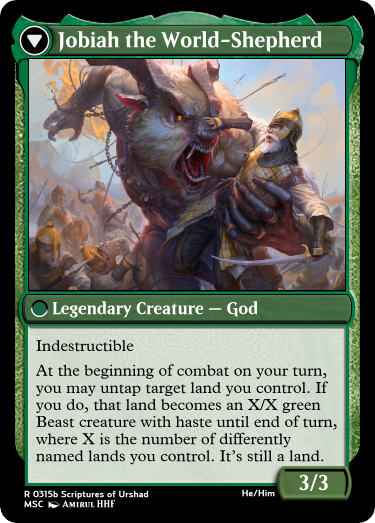 Jobiah the World-Shepherd
Legendary Creature — God
Indestructible
At the beginning of combat on your turn,
you may untap target land you control. If
you do, that land becomes an X/X green
Beast creature with haste until end of turn,
where X is the number of differently
named lands you control. It's still a land.
3/3
R 0315b Scriptures of Urshad
He/Him
MSC Amirul HHF